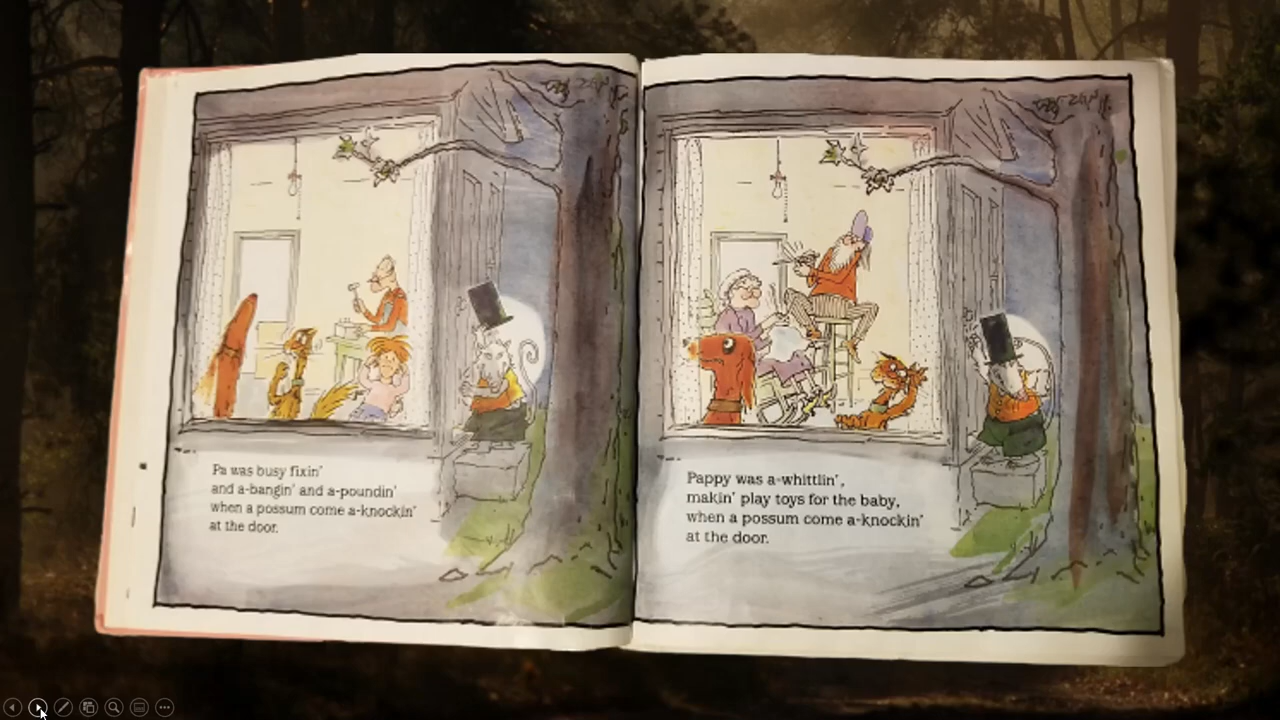 Pa was busy fixin'
and a-bangin' and a-poundin'
when a possum come a-knockin'
at the door.
Pappy was a-whittlin',
makin' play toys for the baby,
when a possum come a-knockin'
at the door.